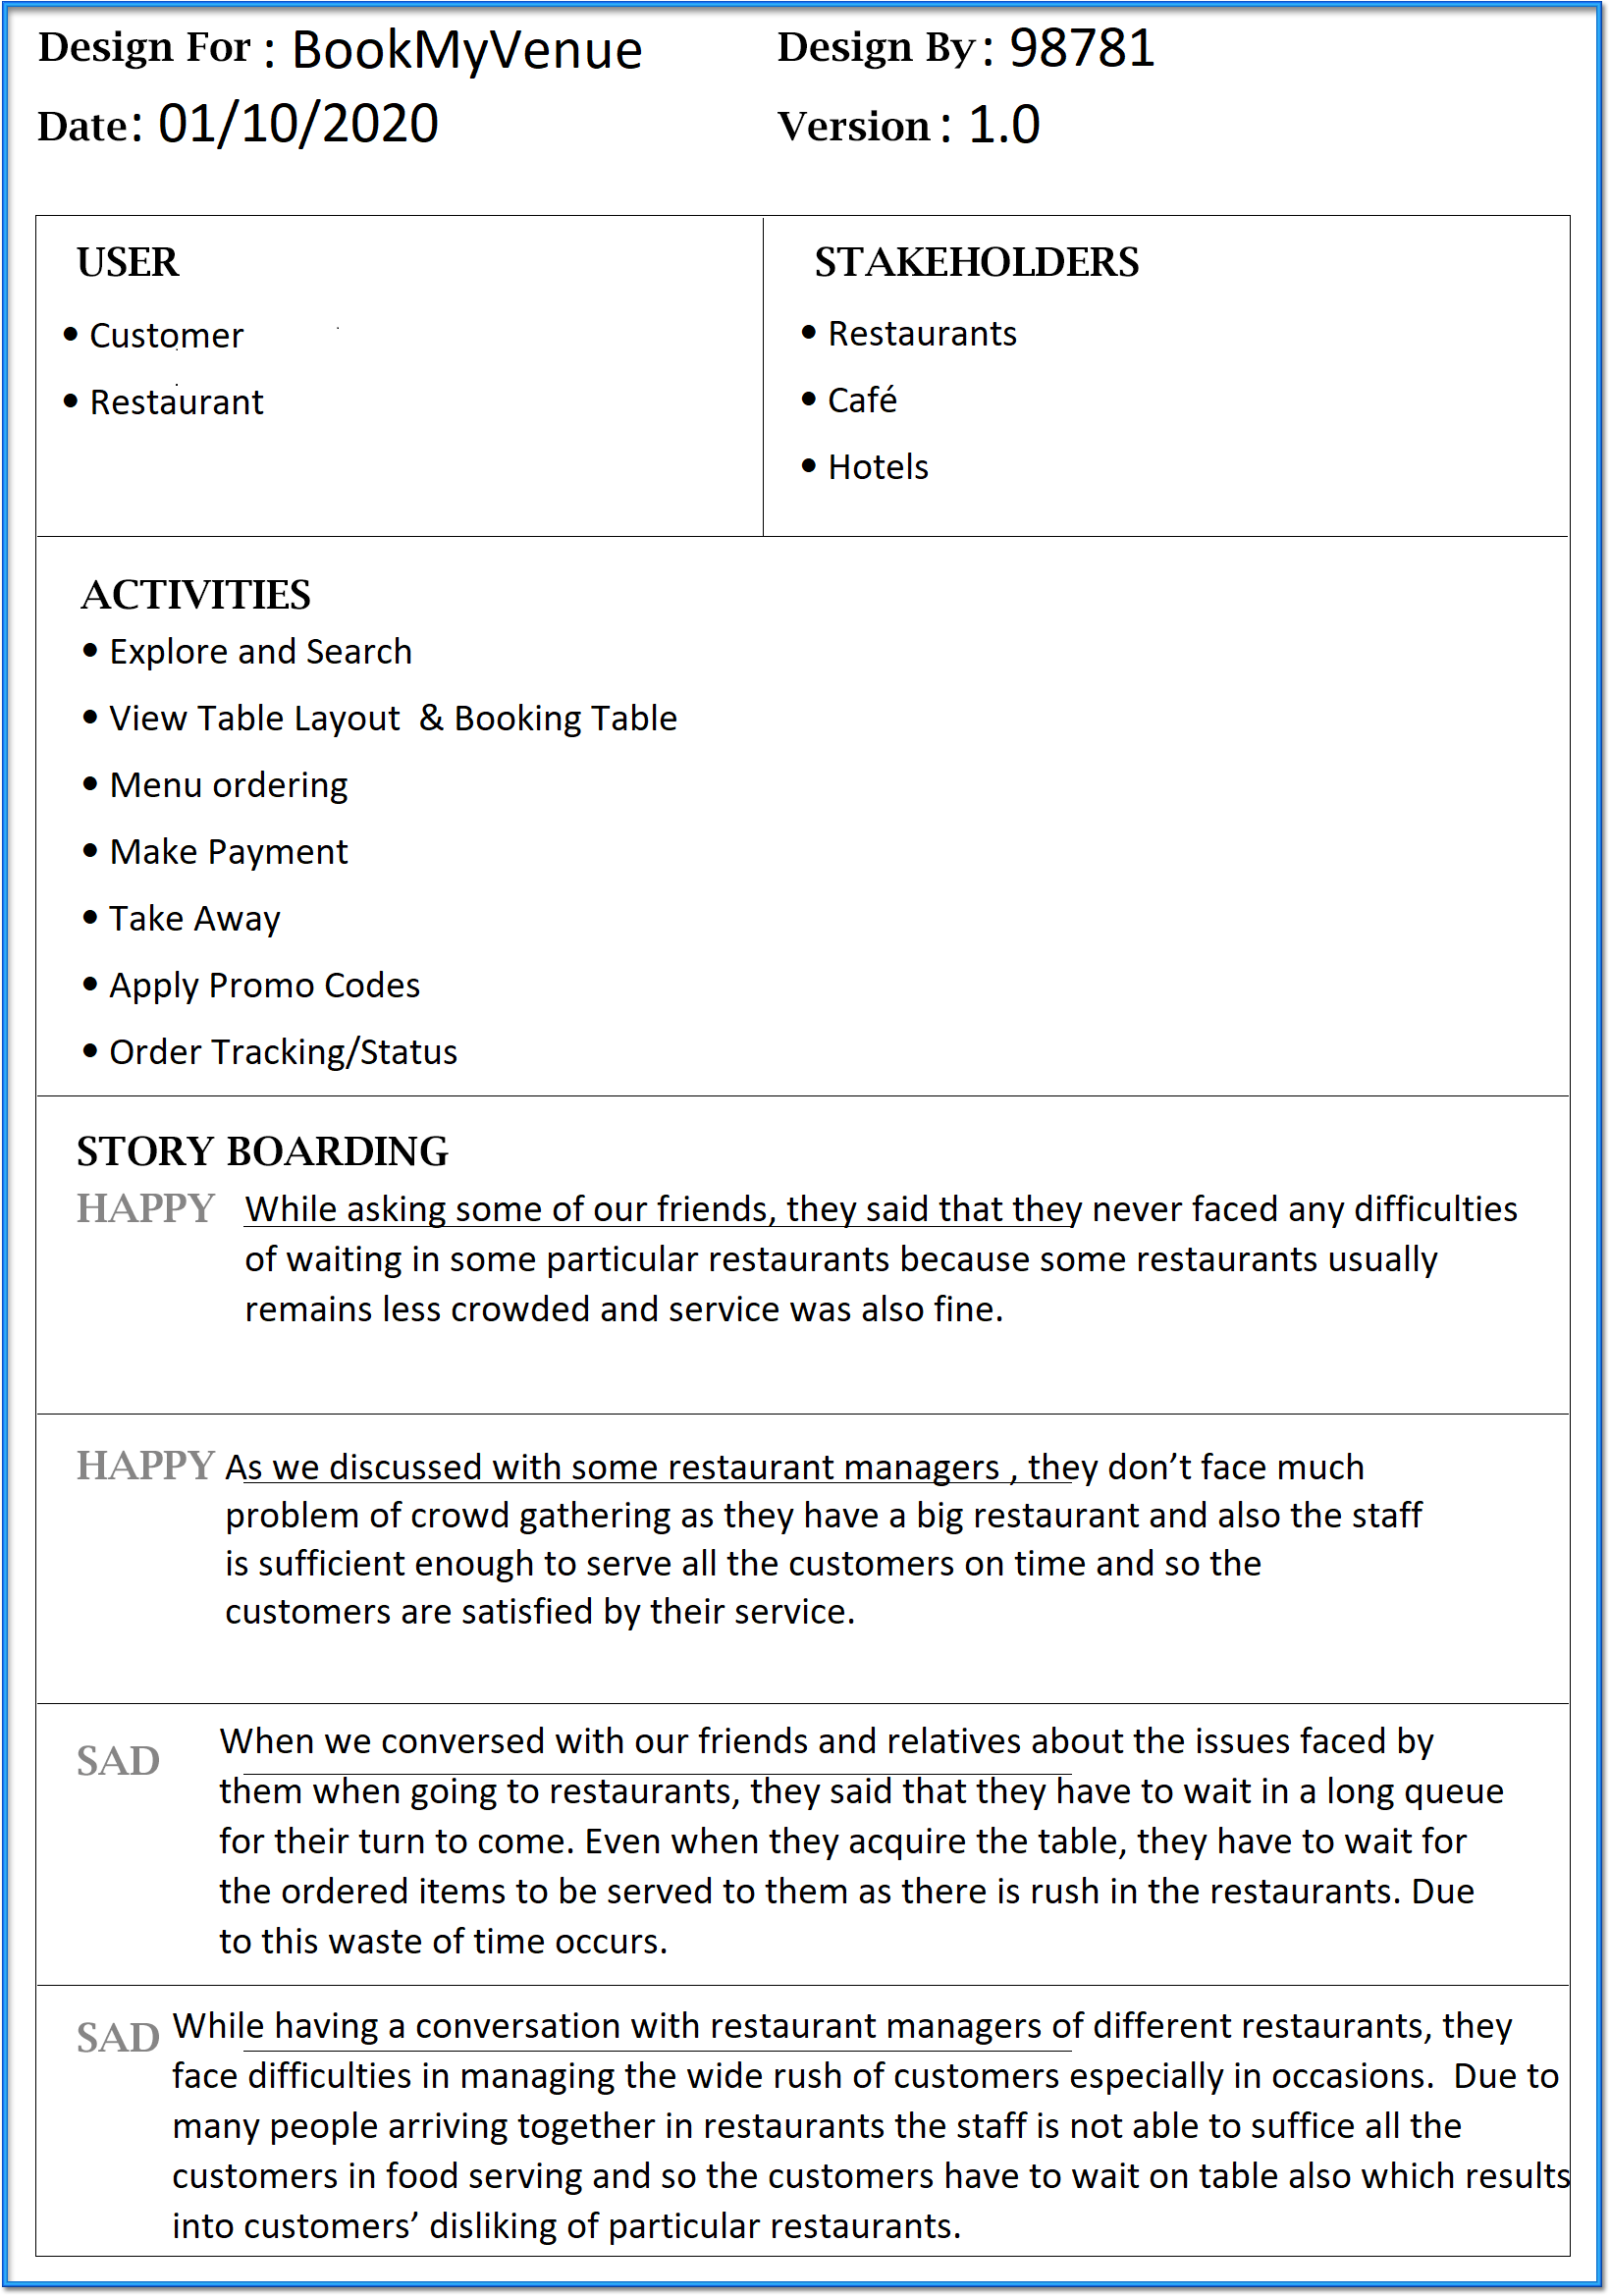 Design For : BookMyVenue
Design By : 98781
Date: 01/10/2020
Version : 1.0
USER
• Customer
• Restaurant
STAKEHOLDERS
• Restaurants
• Café
• Hotels
ACTIVITIES
• Explore and Search
• View Table Layout & Booking Table
• Menu ordering
• Make Payment
• Take Away
• Apply Promo Codes
• Order Tracking/Status
STORY BOARDING
HAPPY While asking some of our friends, they said that they never faced any difficulties
of waiting in some particular restaurants because some restaurants usually
remains less crowded and service was also fine.
HAPPY As we discussed with some restaurant managers , they don’t face much
problem of crowd gathering as they have a big restaurant and also the staff
is sufficient enough to serve all the customers on time and so the
customers are satisfied by their service.
SAD When we conversed with our friends and relatives about the issues faced by
them when going to restaurants, they said that they have to wait in a long queue
for their turn to come. Even when they acquire the table, they have to wait for
the ordered items to be served to them as there is rush in the restaurants. Due
to this waste of time occurs.
SAD While having a conversation with restaurant managers of different restaurants, they
face difficulties in managing the wide rush of customers especially in occasions. Due to
many people arriving together in restaurants the staff is not able to suffice all the
customers in food serving and so the customers have to wait on table also which results
into customers’ disliking of particular restaurants.